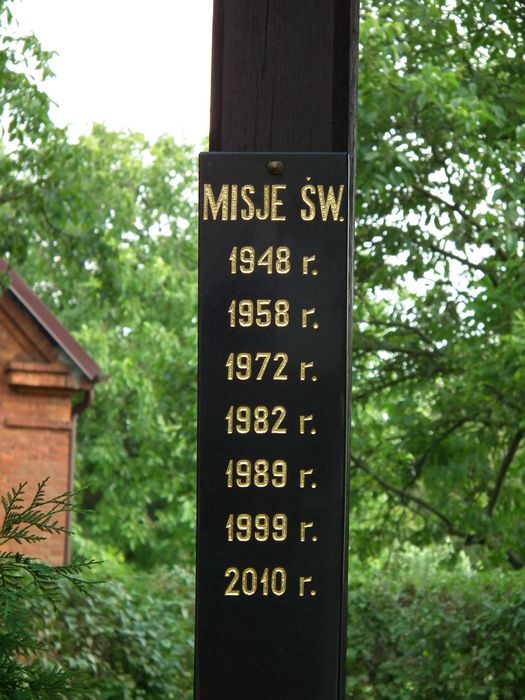 MISJE ŚW.
1948 r.
1958 r.
1972 r.
1982 r.
1989 r.
1999 r.
2010 r.